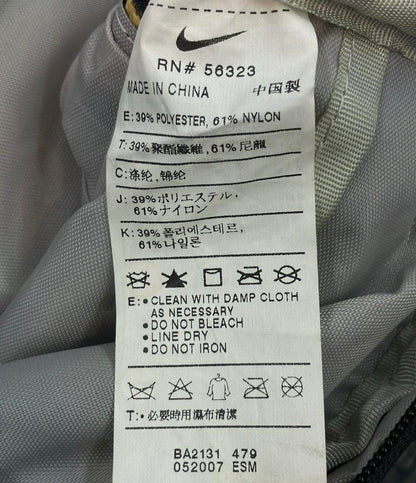 RN# 56323
MADE IN CHINA 中国製
E: 39% POLYESTER, 61% NYLON
T: 39%聚酯纖維, 61%尼龍
C: 涤纶, 锦纶
J: 39%ポリエステル,
61%ナイロン
K: 39%폴리에스테르,
61%나일론
E: • CLEAN WITH DAMP CLOTH
AS NECESSARY
• DO NOT BLEACH
• LINE DRY
• DO NOT IRON
T: • 必要時用濕布清潔
BA2131 479
052007 ESM